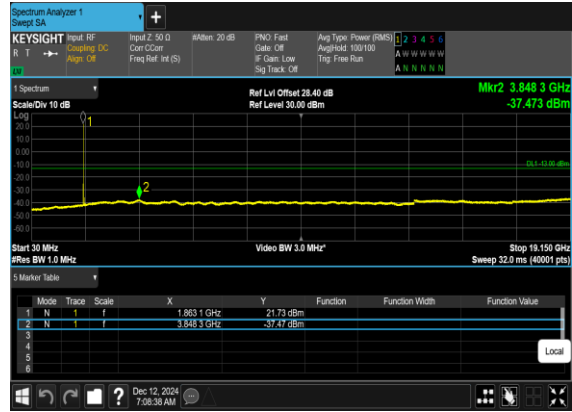 Spectrum Analyzer 1
Swept SA
+
KEYSIGHT Input: RF Input Z: 50 Ω #Atten: 20 dB PNO: Fast Avg Type: Power (RMS) 1 2 3 4 5 6
R T Coupling: DC Corr CCorr Gate: Off Avg|Hold: 100/100 A W W W W W
Align: Off Freq Ref: Int (S) IF Gain: Low Trig: Free Run
LW Sig Track: Off A N N N N N
1 Spectrum Ref Lvl Offset 28.40 dB Mkr2 3.848 3 GHz
Scale/Div 10 dB Ref Level 30.00 dBm -37.473 dBm
Log
1
20.0
10.0
0.00
-10.0 DL1 -13.00 dBm
-20.0
-30.0 2
-40.0
-50.0
-60.0
Start 30 MHz Video BW 3.0 MHz* Stop 19.150 GHz
#Res BW 1.0 MHz Sweep 32.0 ms (40001 pts)
5 Marker Table
Mode Trace Scale X Y Function Function Width Function Value
1 N 1 f 1.863 1 GHz 21.73 dBm
2 N 1 f 3.848 3 GHz -37.47 dBm
3
4
5
6
Local
? Dec 12, 2024
7:08:38 AM